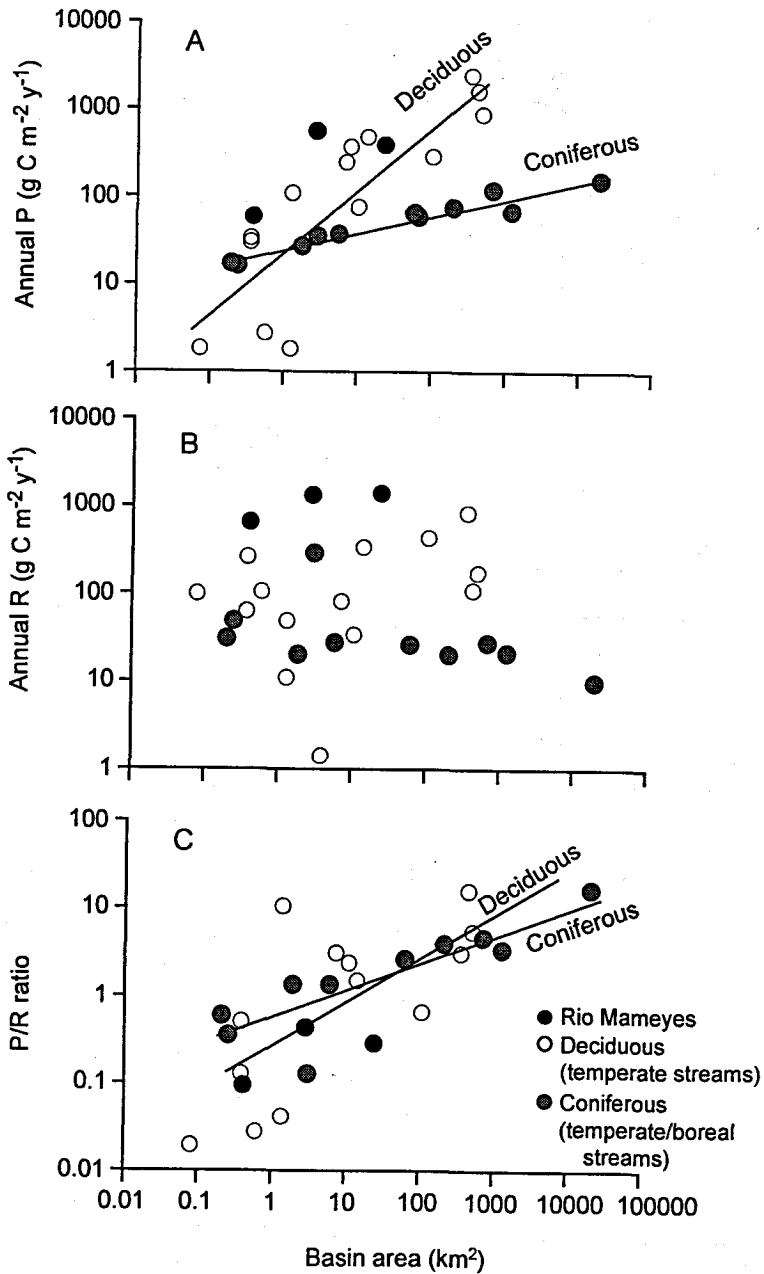 10000
A
Deciduous
1000
Coniferous
100
10
1
Annual P (g C m⁻² y⁻¹)
10000
B
1000
100
10
1
Annual R (g C m⁻² y⁻¹)
100
C
Deciduous
10
Coniferous
1
0.1
0.01
P/R ratio
Rio Mameyes
Deciduous
(temperate streams)
Coniferous
(temperate/boreal
streams)
0.01 0.1 1 10 100 1000 10000 100000
Basin area (km²)